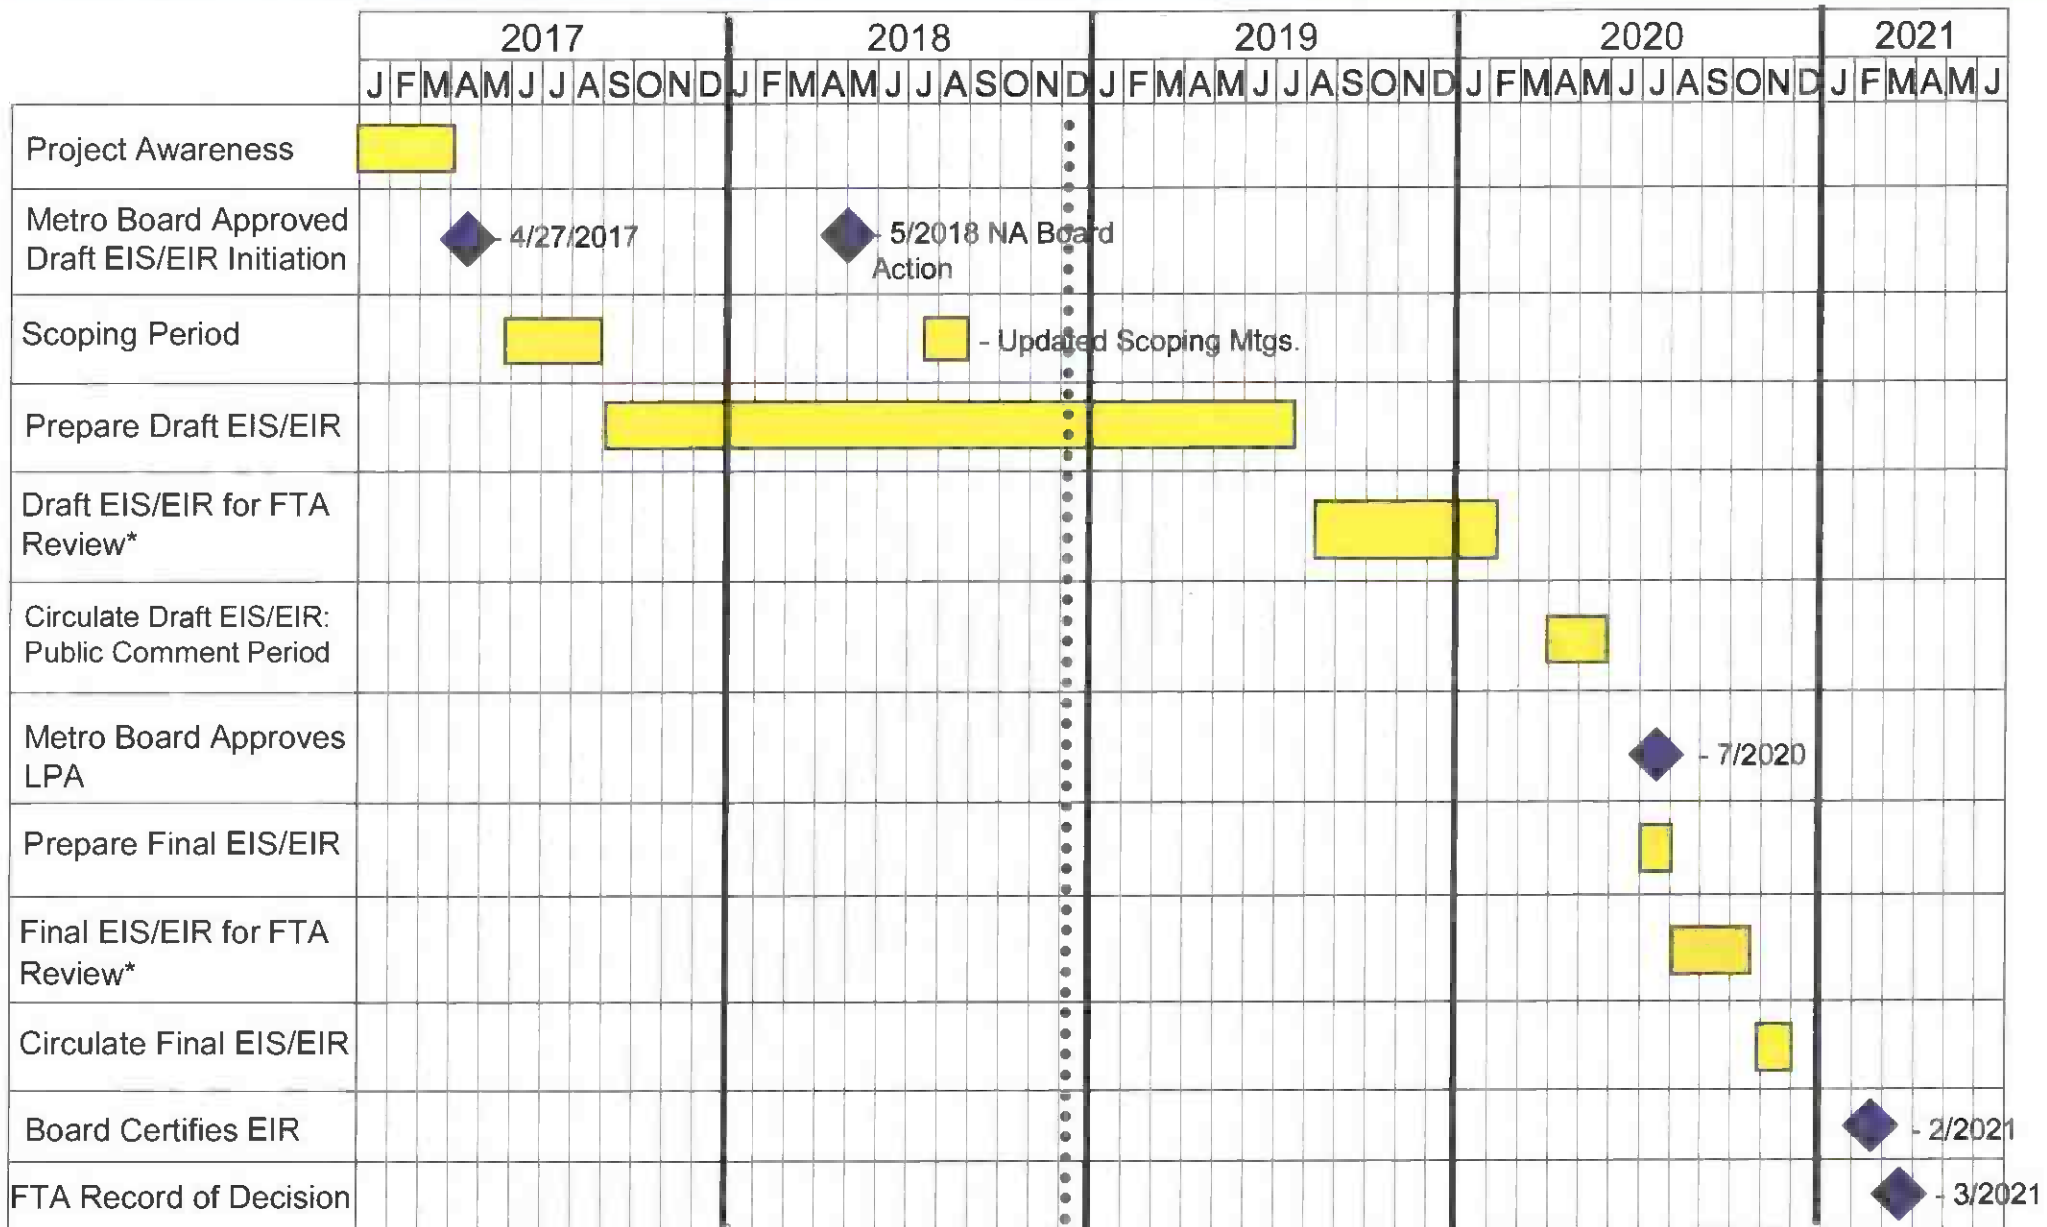 2017 2018 2019 2020 2021
J F M A M J J A S O N D J F M A M J J A S O N D J F M A M J J A S O N D J F M A M J J A S O N D J F M A M J
Project Awareness
Metro Board Approved
Draft EIS/EIR Initiation
- 4/27/2017
- 5/2018 NA Board
Action
Scoping Period
- Updated Scoping Mtgs.
Prepare Draft EIS/EIR
Draft EIS/EIR for FTA
Review*
Circulate Draft EIS/EIR:
Public Comment Period
Metro Board Approves
LPA
- 7/2020
Prepare Final EIS/EIR
Final EIS/EIR for FTA
Review*
Circulate Final EIS/EIR
Board Certifies EIR
- 2/2021
FTA Record of Decision
- 3/2021